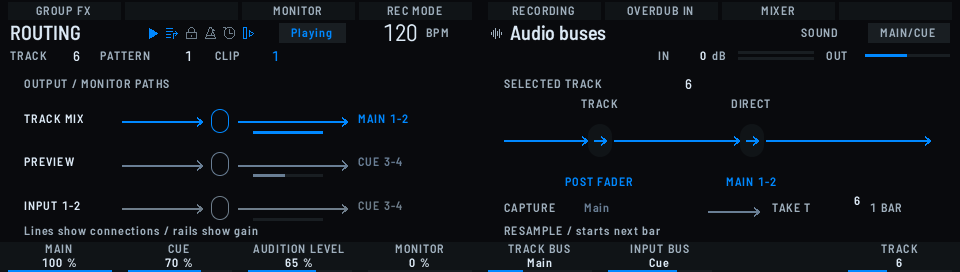 GROUP FX MONITOR REC MODE RECORDING OVERDUB IN MIXER
ROUTING Playing 120 BPM Audio buses SOUND MAIN/CUE
TRACK 6 PATTERN 1 CLIP 1 IN 0 dB OUT
OUTPUT / MONITOR PATHS SELECTED TRACK 6
TRACK DIRECT
TRACK MIX MAIN 1-2
PREVIEW CUE 3-4
POST FADER MAIN 1-2
INPUT 1-2 CUE 3-4 CAPTURE Main TAKE T 6 1 BAR
Lines show connections / rails show gain RESAMPLE / starts next bar
MAIN CUE AUDITION LEVEL MONITOR TRACK BUS INPUT BUS TRACK
100 % 70 % 65 % 0 % Main Cue 6